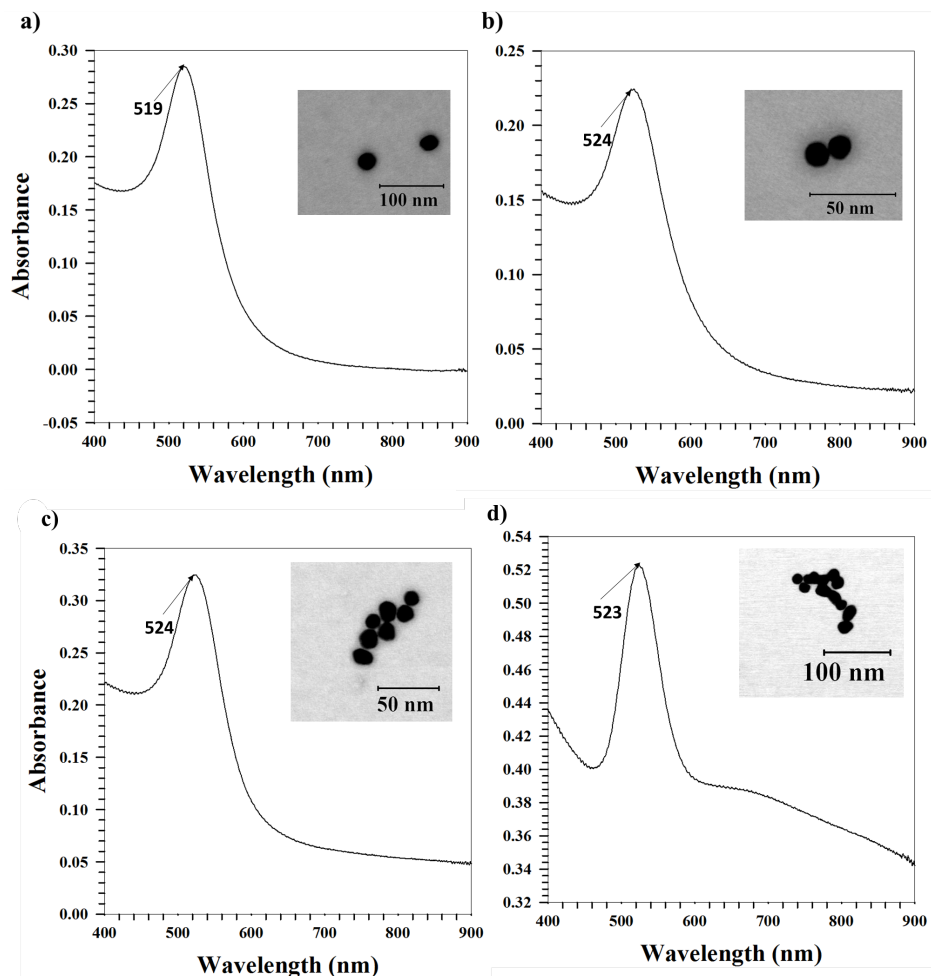 a)
0.30
0.25
0.20
0.15
0.10
0.05
0.00
-0.05
400 500 600 700 800 900
Absorbance
Wavelength (nm)
519
100 nm
b)
0.25
0.20
0.15
0.10
0.05
0.00
400 500 600 700 800 900
Wavelength (nm)
524
50 nm
c)
0.35
0.30
0.25
0.20
0.15
0.10
0.05
0.00
400 500 600 700 800 900
Absorbance
Wavelength (nm)
524
50 nm
d)
0.54
0.52
0.50
0.48
0.46
0.44
0.42
0.40
0.38
0.36
0.34
0.32
400 500 600 700 800 900
Wavelength (nm)
523
100 nm